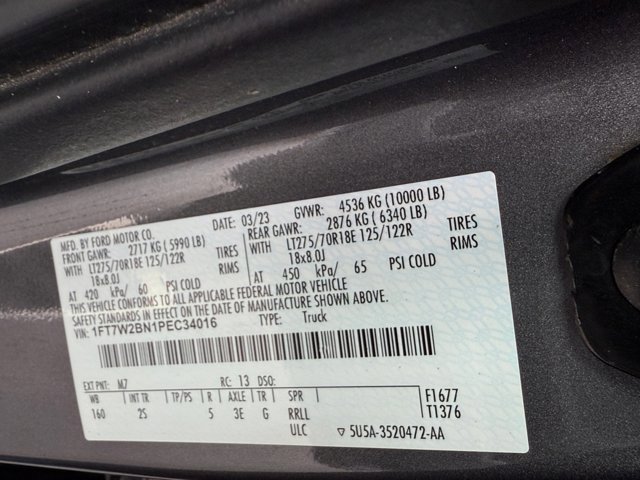 MFD. BY FORD MOTOR CO. DATE: 03/23 GVWR: 4536 KG (10000 LB)
FRONT GAWR: 2717 KG ( 5990 LB) REAR GAWR: 2876 KG ( 6340 LB)
WITH LT275/70R18E 125/122R TIRES WITH LT275/70R18E 125/122R TIRES
18x8.0J RIMS 18x8.0J RIMS
AT 420 kPa/ 60 PSI COLD AT 450 kPa/ 65 PSI COLD
THIS VEHICLE CONFORMS TO ALL APPLICABLE FEDERAL MOTOR VEHICLE
SAFETY STANDARDS IN EFFECT ON THE DATE OF MANUFACTURE SHOWN ABOVE.
VIN: 1FT7W2BN1PEC34016 TYPE: Truck
EXT PNT: M7 RC: 13 DSO:
WB INT TR TP/PS R AXLE TR SPR F1677
160 2S 5 3E G RRLL T1376
ULC ▽ 5U5A-3520472-AA